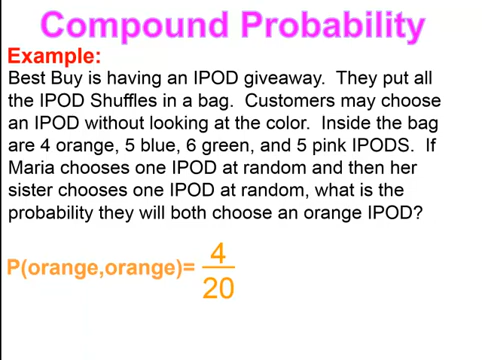 Compound Probability
Example:
Best Buy is having an IPOD giveaway. They put all
the IPOD Shuffles in a bag. Customers may choose
an IPOD without looking at the color. Inside the bag
are 4 orange, 5 blue, 6 green, and 5 pink IPODS. If
Maria chooses one IPOD at random and then her
sister chooses one IPOD at random, what is the
probability they will both choose an orange IPOD?
P(orange,orange)= 4
20